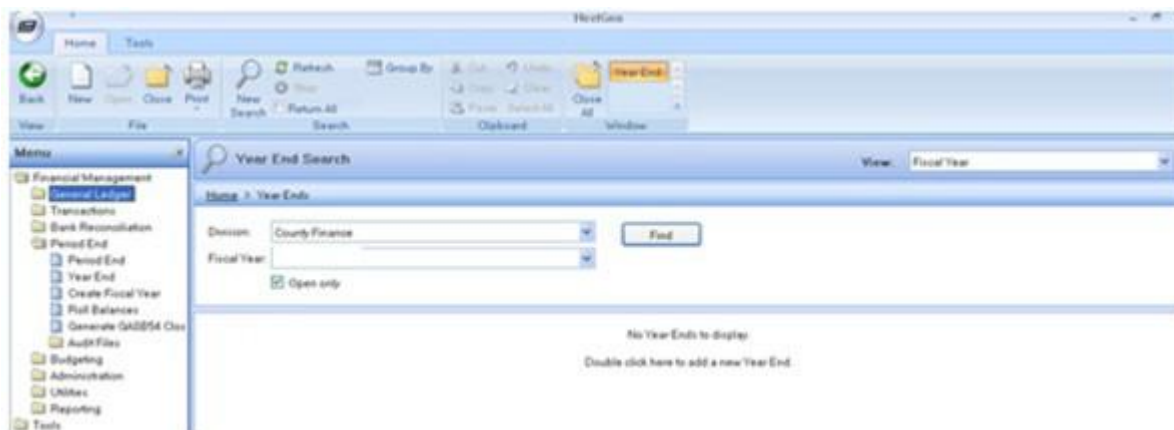 NextGen
Home Tools
Back New Open Close Print New Search Refresh Stop Return All Group By Cut Copy Paste Undo Clear Select All Close All Year End
View File Search Clipboard Window
Menu
Financial Management
General Ledger
Transactions
Bank Reconciliation
Period End
Period End
Year End
Create Fiscal Year
Roll Balances
Generate GASB54 Clos
Audit Files
Budgeting
Administration
Utilities
Reporting
Tools
Year End Search
View: Fiscal Year
Home > Year Ends
Division: County Finance
Find
Fiscal Year:
Open only
No Year Ends to display.
Double click here to add a new Year End.